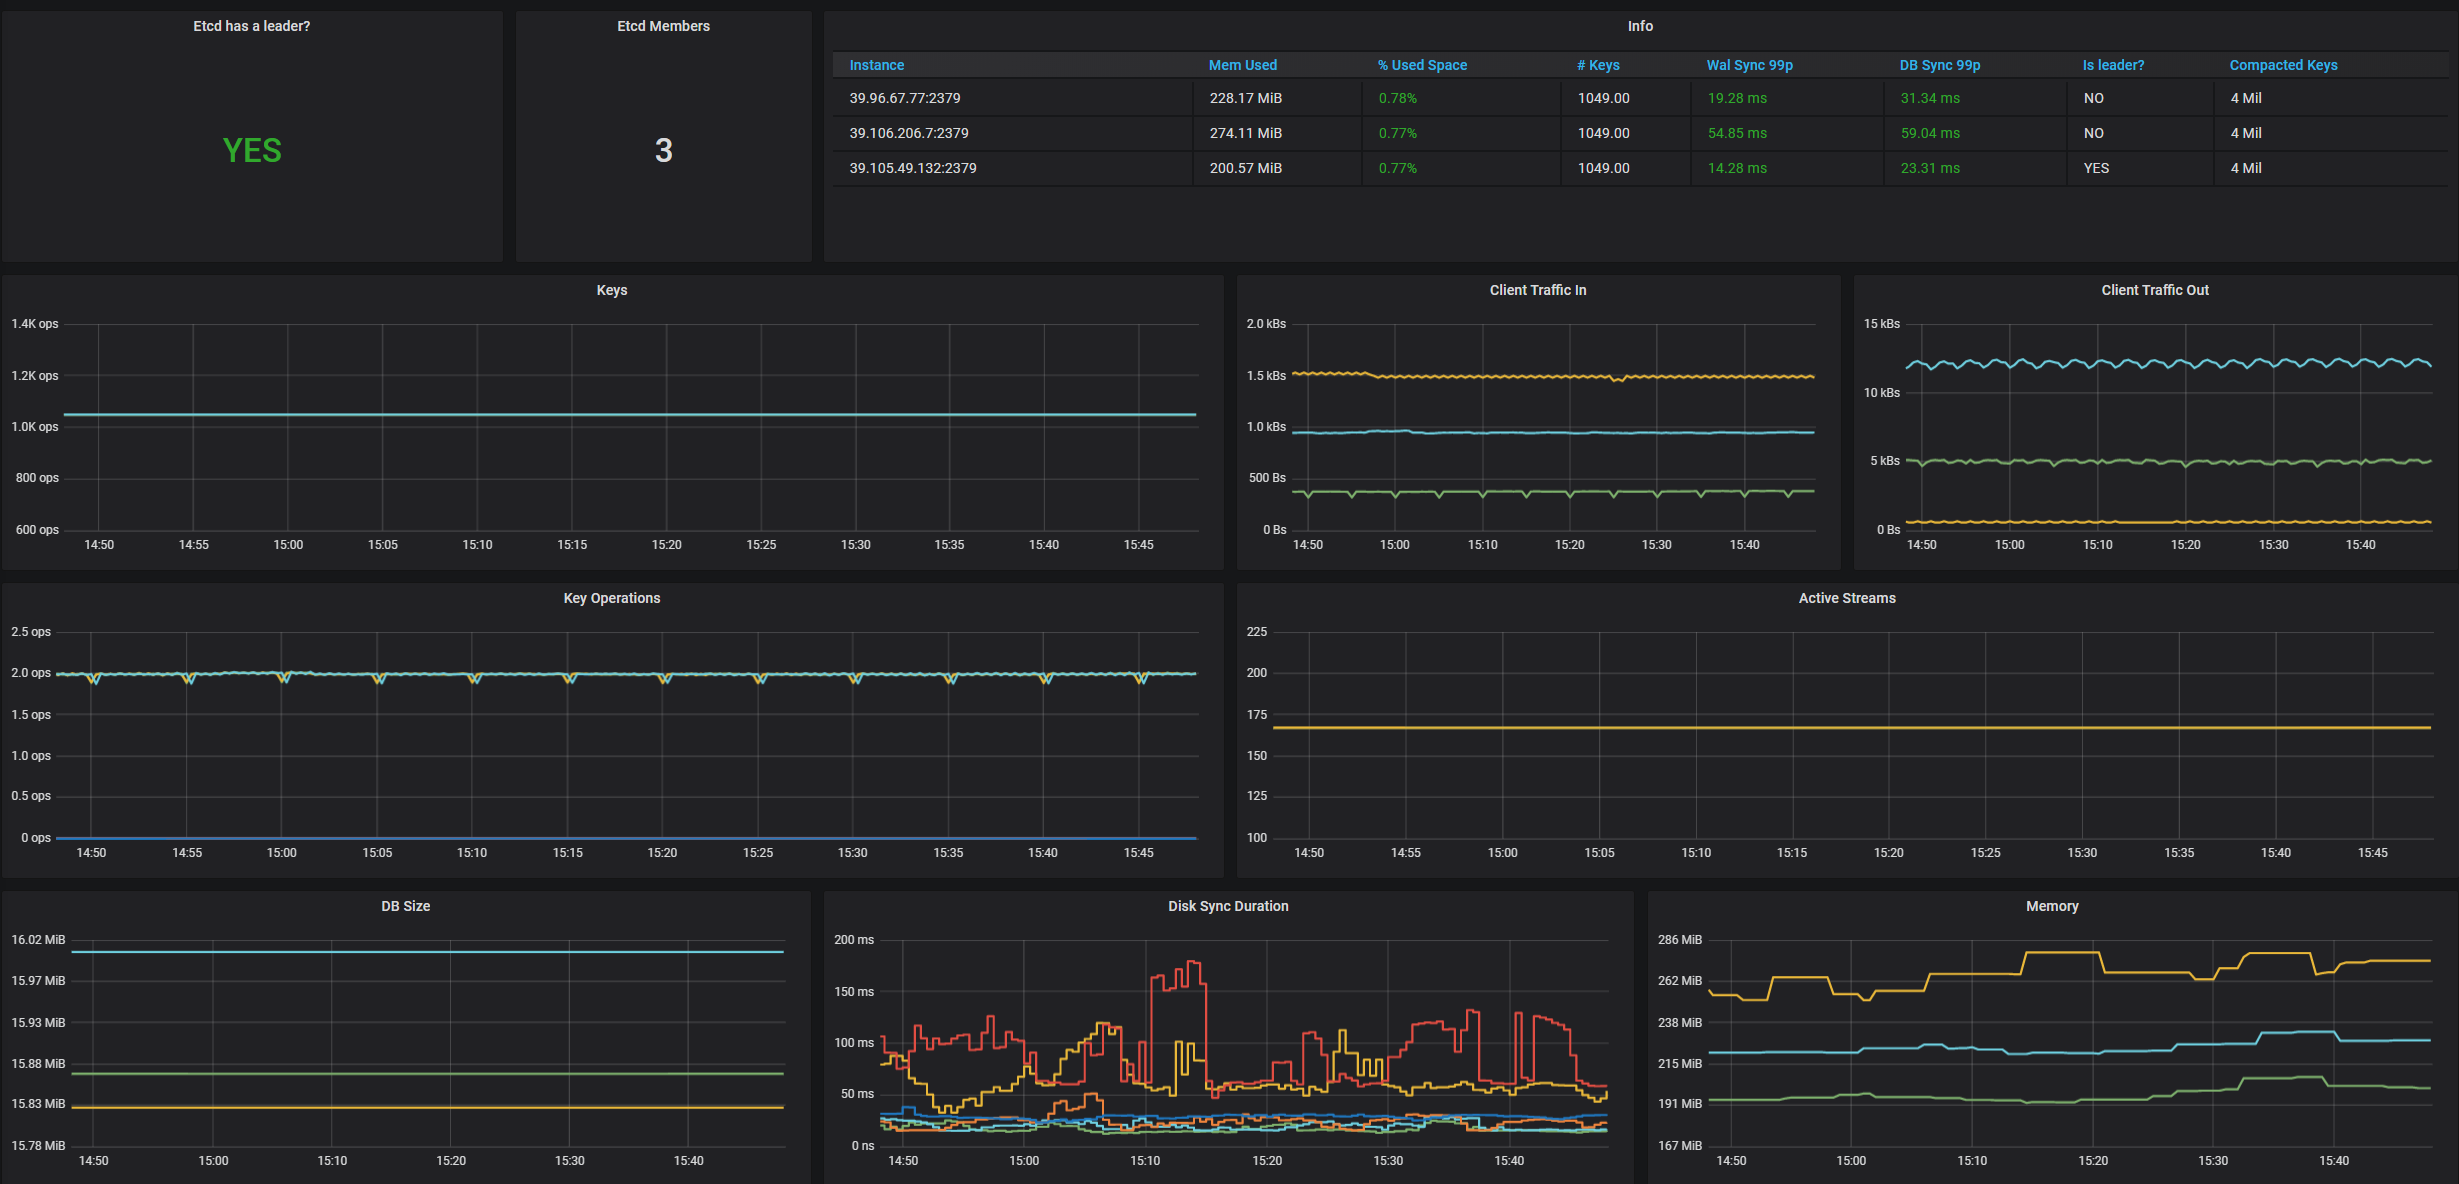 Etcd has a leader?
YES
Etcd Members
3
Info
Instance Mem Used % Used Space # Keys Wal Sync 99p DB Sync 99p Is leader? Compacted Keys
39.96.67.77:2379 228.17 MiB 0.78% 1049.00 19.28 ms 31.34 ms NO 4 Mil
39.106.206.7:2379 274.11 MiB 0.77% 1049.00 54.85 ms 59.04 ms NO 4 Mil
39.105.49.132:2379 200.57 MiB 0.77% 1049.00 14.28 ms 23.31 ms YES 4 Mil
Keys
1.4K ops
1.2K ops
1.0K ops
800 ops
600 ops
14:50 14:55 15:00 15:05 15:10 15:15 15:20 15:25 15:30 15:35 15:40 15:45
Client Traffic In
2.0 kBs
1.5 kBs
1.0 kBs
500 Bs
0 Bs
14:50 15:00 15:10 15:20 15:30 15:40
Client Traffic Out
15 kBs
10 kBs
5 kBs
0 Bs
14:50 15:00 15:10 15:20 15:30 15:40
Key Operations
2.5 ops
2.0 ops
1.5 ops
1.0 ops
0.5 ops
0 ops
14:50 14:55 15:00 15:05 15:10 15:15 15:20 15:25 15:30 15:35 15:40 15:45
Active Streams
225
200
175
150
125
100
14:50 14:55 15:00 15:05 15:10 15:15 15:20 15:25 15:30 15:35 15:40 15:45
DB Size
16.02 MiB
15.97 MiB
15.93 MiB
15.88 MiB
15.83 MiB
15.78 MiB
14:50 15:00 15:10 15:20 15:30 15:40
Disk Sync Duration
200 ms
150 ms
100 ms
50 ms
0 ns
14:50 15:00 15:10 15:20 15:30 15:40
Memory
286 MiB
262 MiB
238 MiB
215 MiB
191 MiB
167 MiB
14:50 15:00 15:10 15:20 15:30 15:40